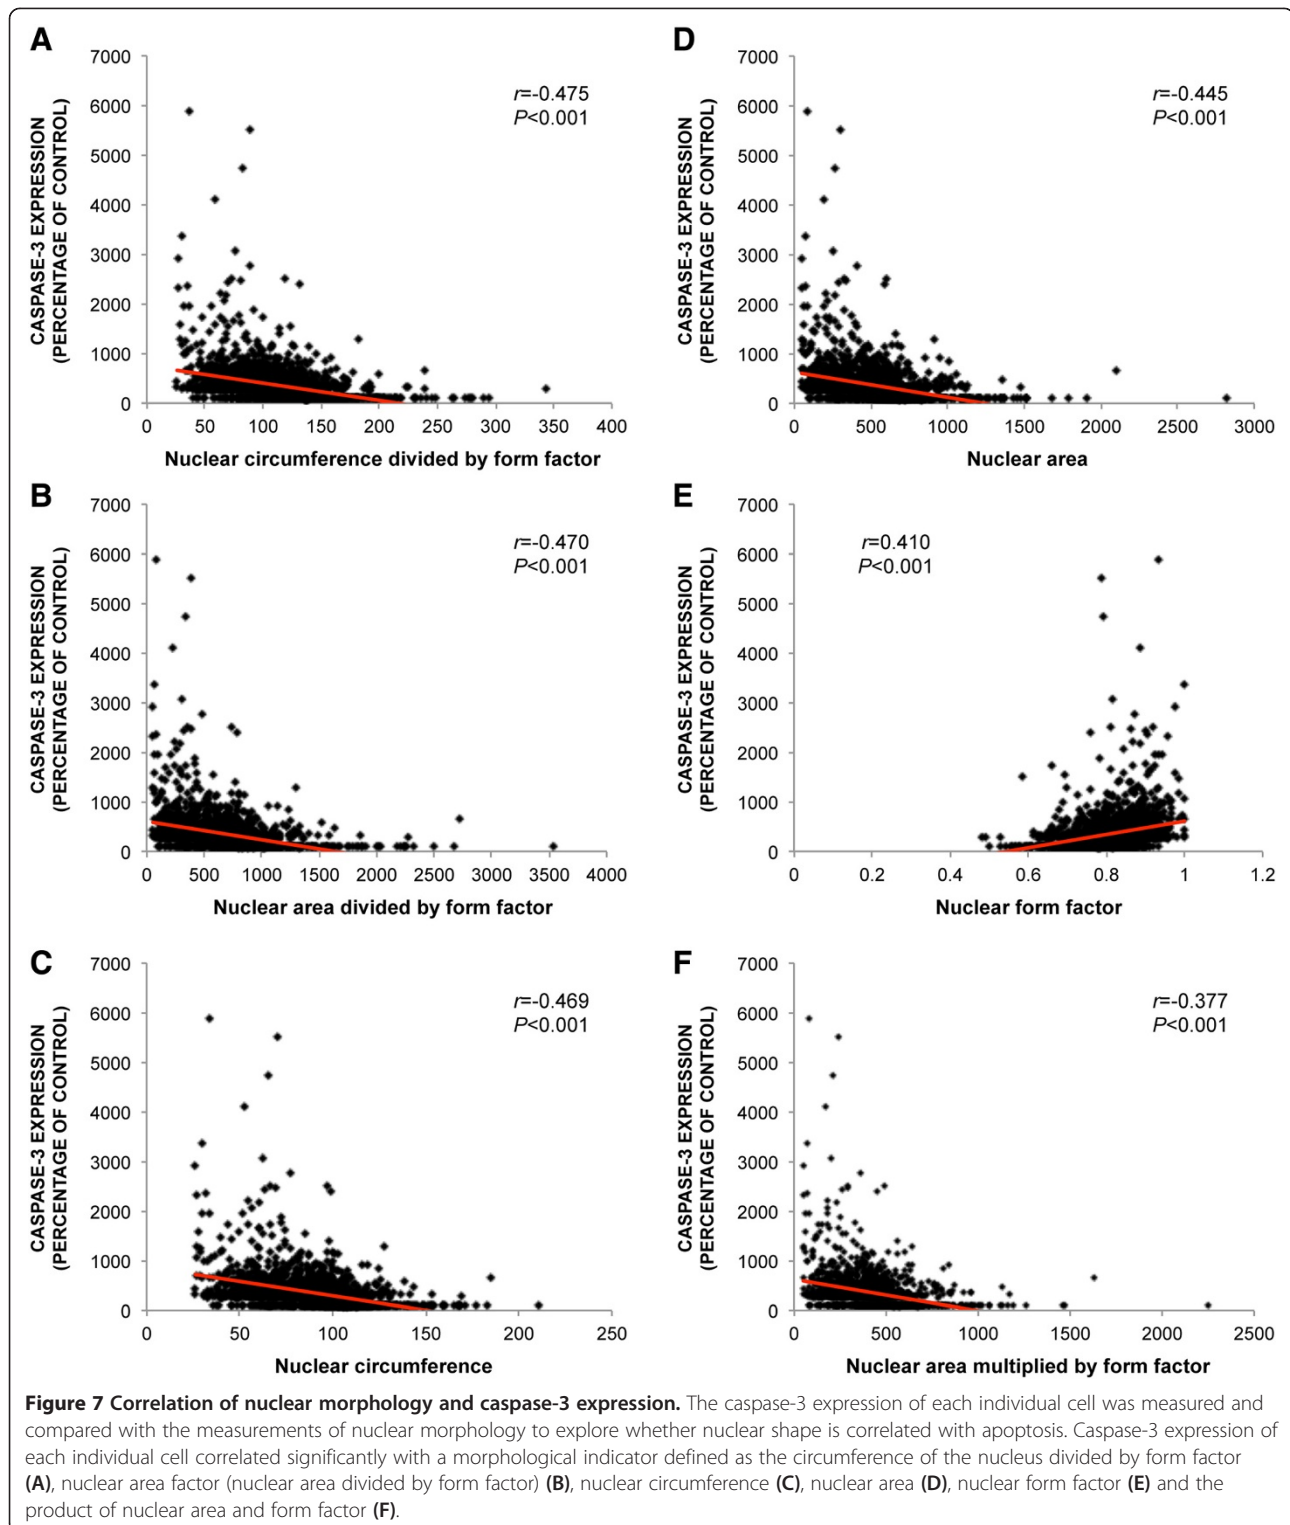 A
CASPASE-3 EXPRESSION
(PERCENTAGE OF CONTROL)
7000
6000
5000
4000
3000
2000
1000
0
r=-0.475
P<0.001
0 50 100 150 200 250 300 350 400
Nuclear circumference divided by form factor
D
CASPASE-3 EXPRESSION
(PERCENTAGE OF CONTROL)
7000
6000
5000
4000
3000
2000
1000
0
r=-0.445
P<0.001
0 500 1000 1500 2000 2500 3000
Nuclear area
B
CASPASE-3 EXPRESSION
(PERCENTAGE OF CONTROL)
7000
6000
5000
4000
3000
2000
1000
0
r=-0.470
P<0.001
0 500 1000 1500 2000 2500 3000 3500 4000
Nuclear area divided by form factor
E
CASPASE-3 EXPRESSION
(PERCENTAGE OF CONTROL)
7000
6000
5000
4000
3000
2000
1000
0
r=0.410
P<0.001
0 0.2 0.4 0.6 0.8 1 1.2
Nuclear form factor
C
CASPASE-3 EXPRESSION
(PERCENTAGE OF CONTROL)
7000
6000
5000
4000
3000
2000
1000
0
r=-0.469
P<0.001
0 50 100 150 200 250
Nuclear circumference
F
CASPASE-3 EXPRESSION
(PERCENTAGE OF CONTROL)
7000
6000
5000
4000
3000
2000
1000
0
r=-0.377
P<0.001
0 500 1000 1500 2000 2500
Nuclear area multiplied by form factor
Figure 7 Correlation of nuclear morphology and caspase-3 expression. The caspase-3 expression of each individual cell was measured and
compared with the measurements of nuclear morphology to explore whether nuclear shape is correlated with apoptosis. Caspase-3 expression of
each individual cell correlated significantly with a morphological indicator defined as the circumference of the nucleus divided by form factor
(A), nuclear area factor (nuclear area divided by form factor) (B), nuclear circumference (C), nuclear area (D), nuclear form factor (E) and the
product of nuclear area and form factor (F).